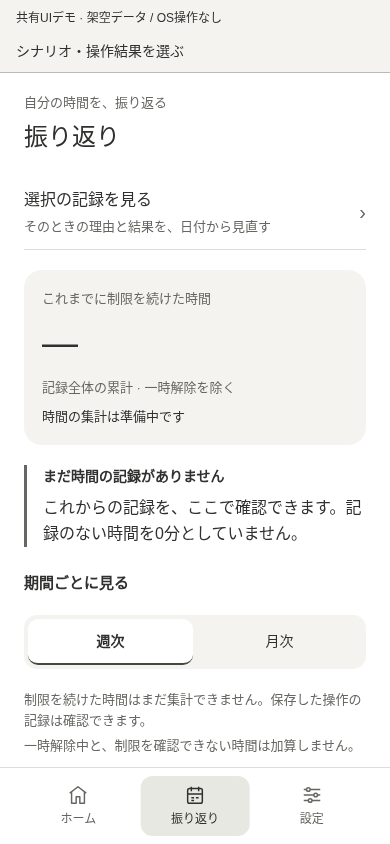 共有UIデモ · 架空データ / OS操作なし
シナリオ・操作結果を選ぶ
自分の時間を、振り返る
振り返り
選択の記録を見る
そのときの理由と結果を、日付から見直す
これまでに制限を続けた時間
—
記録全体の累計 · 一時解除を除く
時間の集計は準備中です
まだ時間の記録がありません
これからの記録を、ここで確認できます。記
録のない時間を0分としていません。
期間ごとに見る
週次
月次
制限を続けた時間はまだ集計できません。保存した操作の
記録は確認できます。
一時解除中と、制限を確認できない時間は加算しません。
ホーム
振り返り
設定